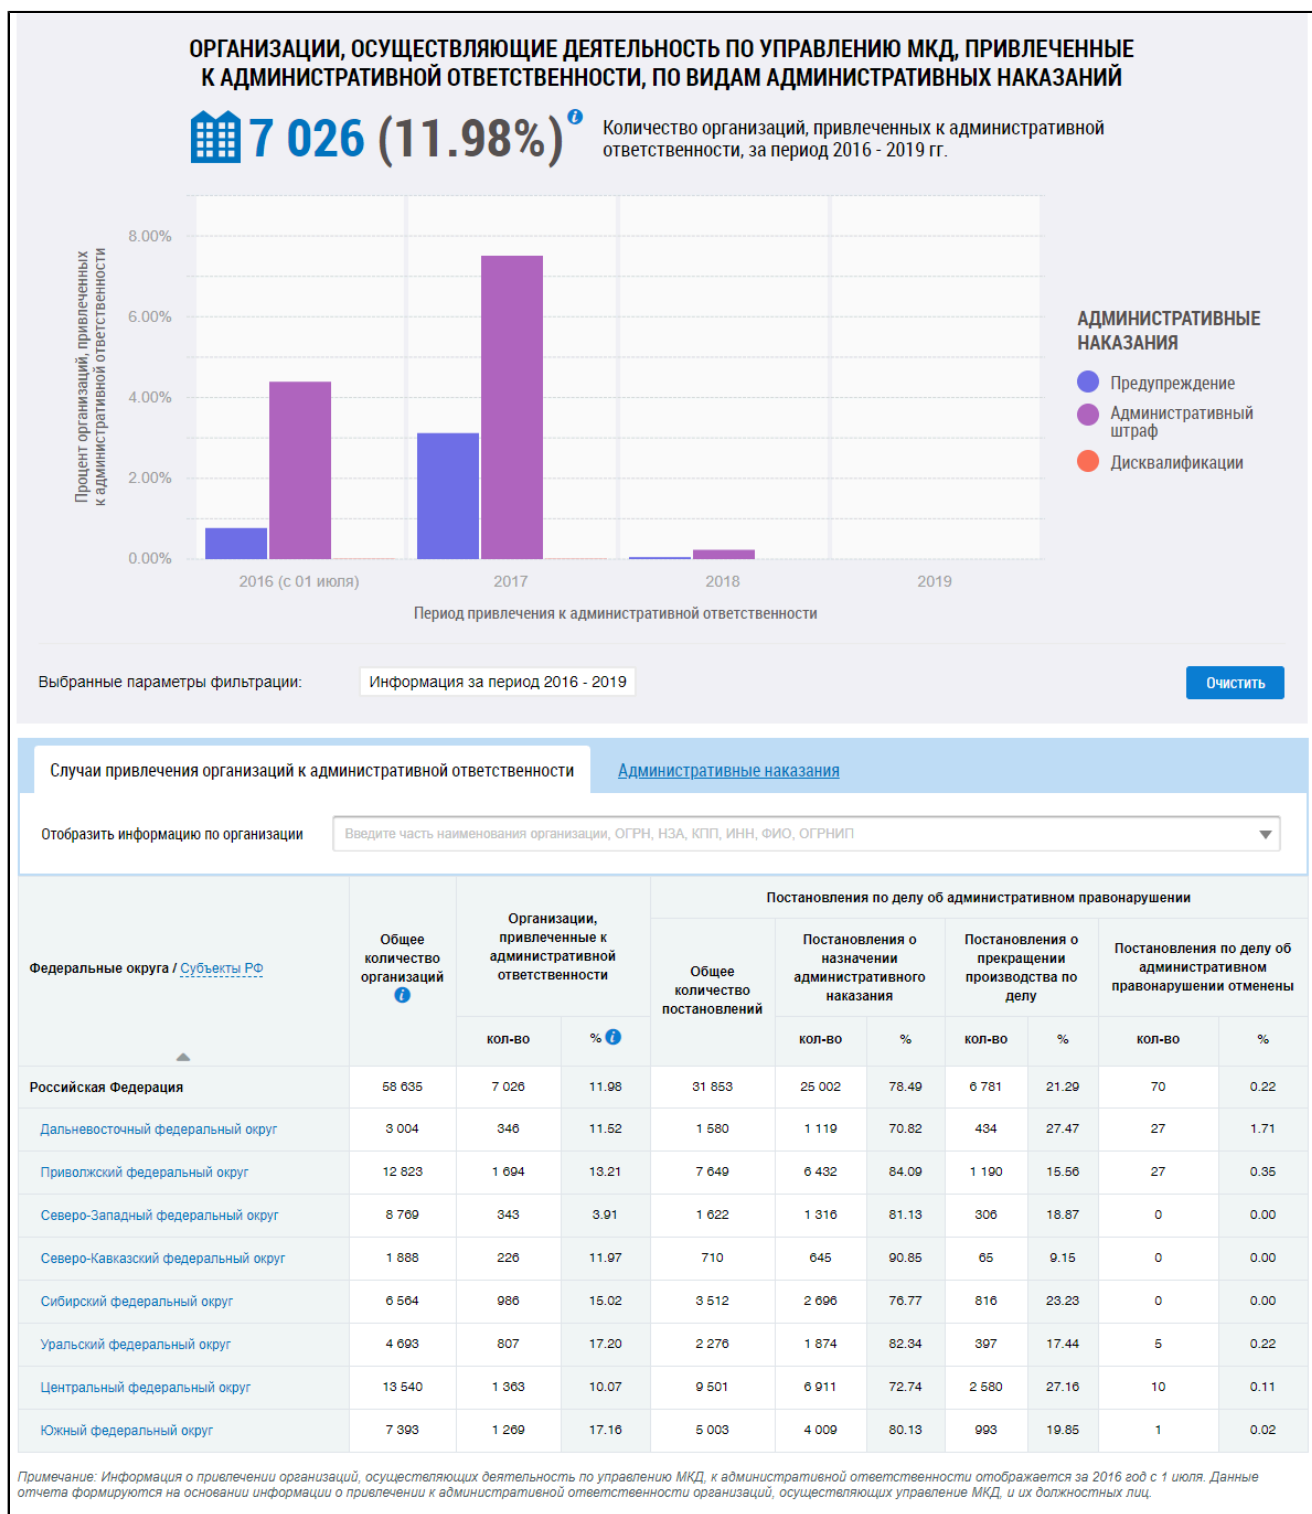 ОРГАНИЗАЦИИ, ОСУЩЕСТВЛЯЮЩИЕ ДЕЯТЕЛЬНОСТЬ ПО УПРАВЛЕНИЮ МКД, ПРИВЛЕЧЕННЫЕ
К АДМИНИСТРАТИВНОЙ ОТВЕТСТВЕННОСТИ, ПО ВИДАМ АДМИНИСТРАТИВНЫХ НАКАЗАНИЙ
7 026 (11.98%) i
Количество организаций, привлеченных к административной
ответственности, за период 2016 - 2019 гг.
Процент организаций, привлеченных
к административной ответственности
8.00%
6.00%
4.00%
2.00%
0.00%
2016 (с 01 июля) 2017 2018 2019
Период привлечения к административной ответственности
АДМИНИСТРАТИВНЫЕ
НАКАЗАНИЯ
Предупреждение
Административный
штраф
Дисквалификации
Выбранные параметры фильтрации: Информация за период 2016 - 2019 Очистить
Случаи привлечения организаций к административной ответственности Административные наказания
Отобразить информацию по организации Введите часть наименования организации, ОГРН, НЗА, КПП, ИНН, ФИО, ОГРНИП
Федеральные округа / Субъекты РФ
Общее
количество
организаций
i
Организации,
привлеченные к
административной
ответственности
Постановления по делу об административном правонарушении
Общее
количество
постановлений
Постановления о
назначении
административного
наказания
Постановления о
прекращении
производства по
делу
Постановления по делу об
административном
правонарушении отменены
кол-во % i кол-во % кол-во % кол-во %
Российская Федерация 58 635 7 026 11.98 31 853 25 002 78.49 6 781 21.29 70 0.22
Дальневосточный федеральный округ 3 004 346 11.52 1 580 1 119 70.82 434 27.47 27 1.71
Приволжский федеральный округ 12 823 1 694 13.21 7 649 6 432 84.09 1 190 15.56 27 0.35
Северо-Западный федеральный округ 8 769 343 3.91 1 622 1 316 81.13 306 18.87 0 0.00
Северо-Кавказский федеральный округ 1 888 226 11.97 710 645 90.85 65 9.15 0 0.00
Сибирский федеральный округ 6 564 986 15.02 3 512 2 696 76.77 816 23.23 0 0.00
Уральский федеральный округ 4 693 807 17.20 2 276 1 874 82.34 397 17.44 5 0.22
Центральный федеральный округ 13 540 1 363 10.07 9 501 6 911 72.74 2 580 27.16 10 0.11
Южный федеральный округ 7 393 1 269 17.16 5 003 4 009 80.13 993 19.85 1 0.02
Примечание: Информация о привлечении организаций, осуществляющих деятельность по управлению МКД, к административной ответственности отображается за 2016 год с 1 июля. Данные
отчета формируются на основании информации о привлечении к административной ответственности организаций, осуществляющих управление МКД, и их должностных лиц.